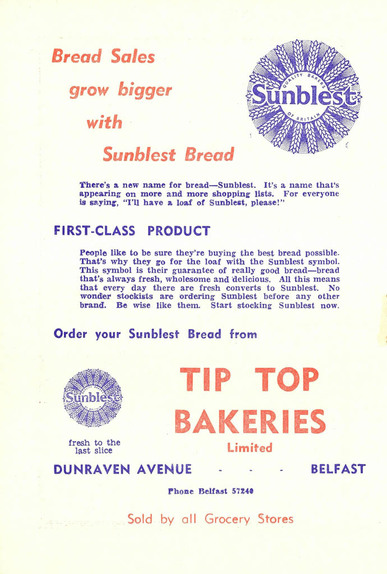 Bread Sales
grow bigger
with
Sunblest Bread
QUALITY BAKERS
Sunblest
OF BRITAIN
There's a new name for bread—Sunblest. It's a name that's
appearing on more and more shopping lists. For everyone
is saying, "I'll have a loaf of Sunblest, please!"
FIRST-CLASS PRODUCT
People like to be sure they're buying the best bread possible.
That's why they go for the loaf with the Sunblest symbol.
This symbol is their guarantee of really good bread—bread
that's always fresh, wholesome and delicious. All this means
that every day there are fresh converts to Sunblest. No
wonder stockists are ordering Sunblest before any other
brand. Be wise like them. Start stocking Sunblest now.
Order your Sunblest Bread from
Sunblest
fresh to the
last slice
TIP TOP
BAKERIES
Limited
DUNRAVEN AVENUE - - - BELFAST
Phone Belfast 57240
Sold by all Grocery Stores